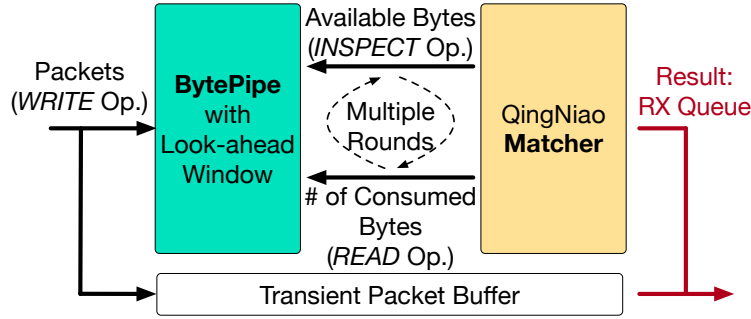 Packets
(WRITE Op.)
BytePipe
with
Look-ahead
Window
Available Bytes
(INSPECT Op.)
Multiple
Rounds
# of Consumed
Bytes
(READ Op.)
QingNiao
Matcher
Result:
RX Queue
Transient Packet Buffer